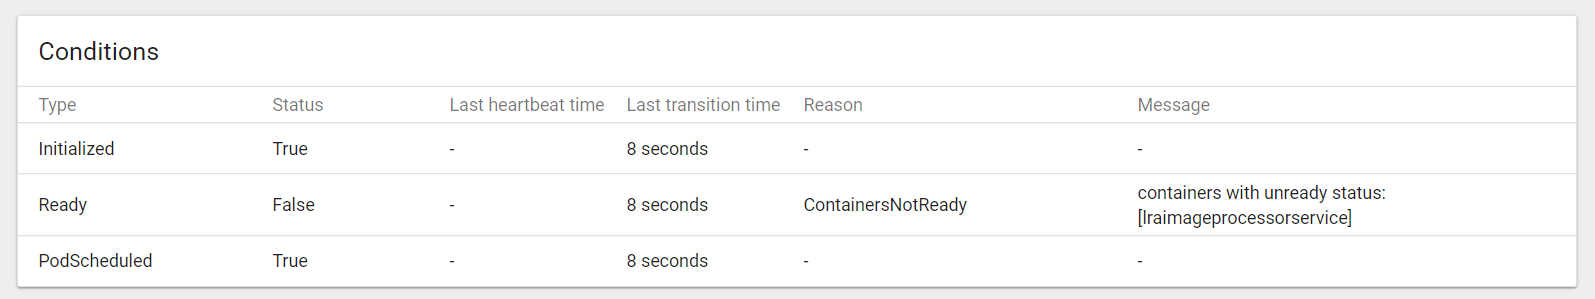 Conditions
Type Status Last heartbeat time Last transition time Reason Message
Initialized True - 8 seconds - -
Ready False - 8 seconds ContainersNotReady containers with unready status:
[lraimageprocessorservice]
PodScheduled True - 8 seconds - -